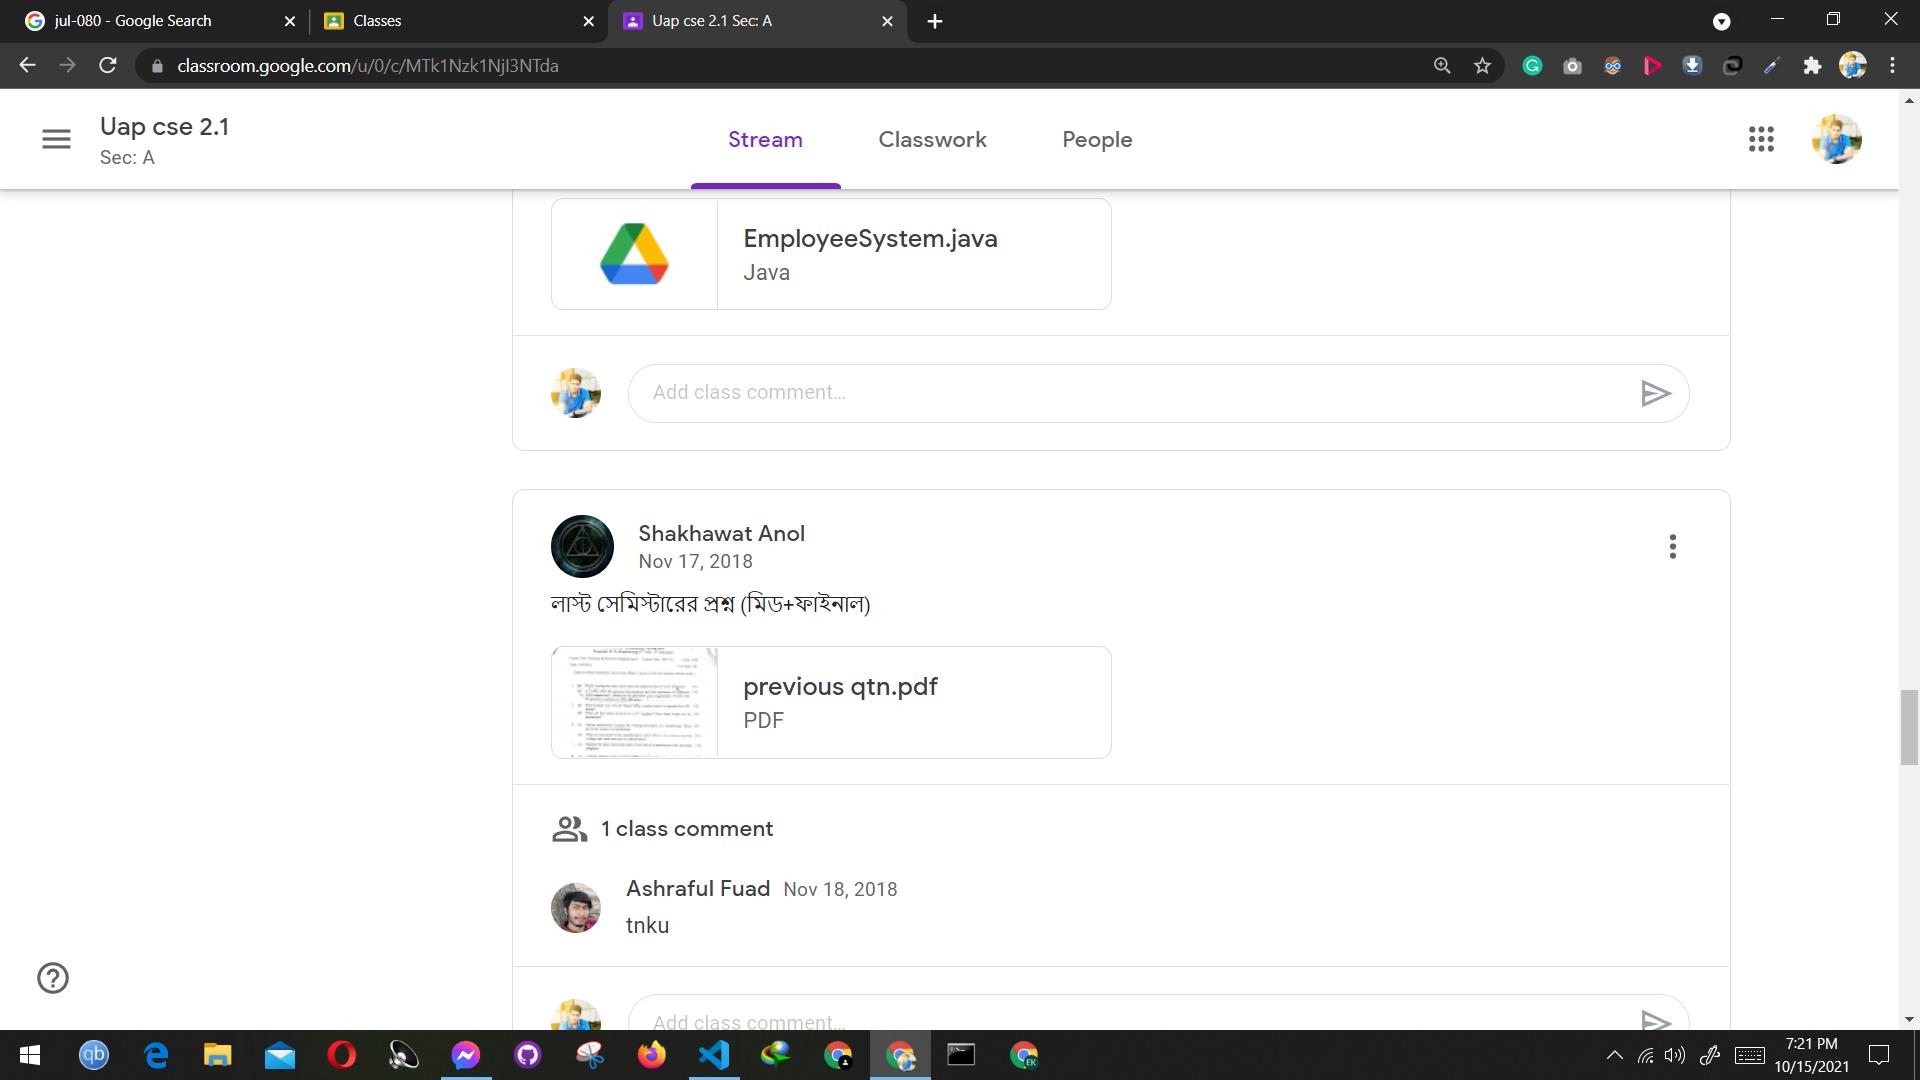 jul-080 - Google Search
Classes
Uap cse 2.1 Sec: A
classroom.google.com/u/0/c/MTk1Nzk1NjI3NTda
Uap cse 2.1
Sec: A
Stream
Classwork
People
EmployeeSystem.java
Java
Add class comment...
Shakhawat Anol
Nov 17, 2018
লাস্ট সেমিস্টারের প্রশ্ন (মিড+ফাইনাল)
previous qtn.pdf
PDF
1 class comment
Ashraful Fuad Nov 18, 2018
tnku
Add class comment...
qb
EK
7:21 PM
10/15/2021